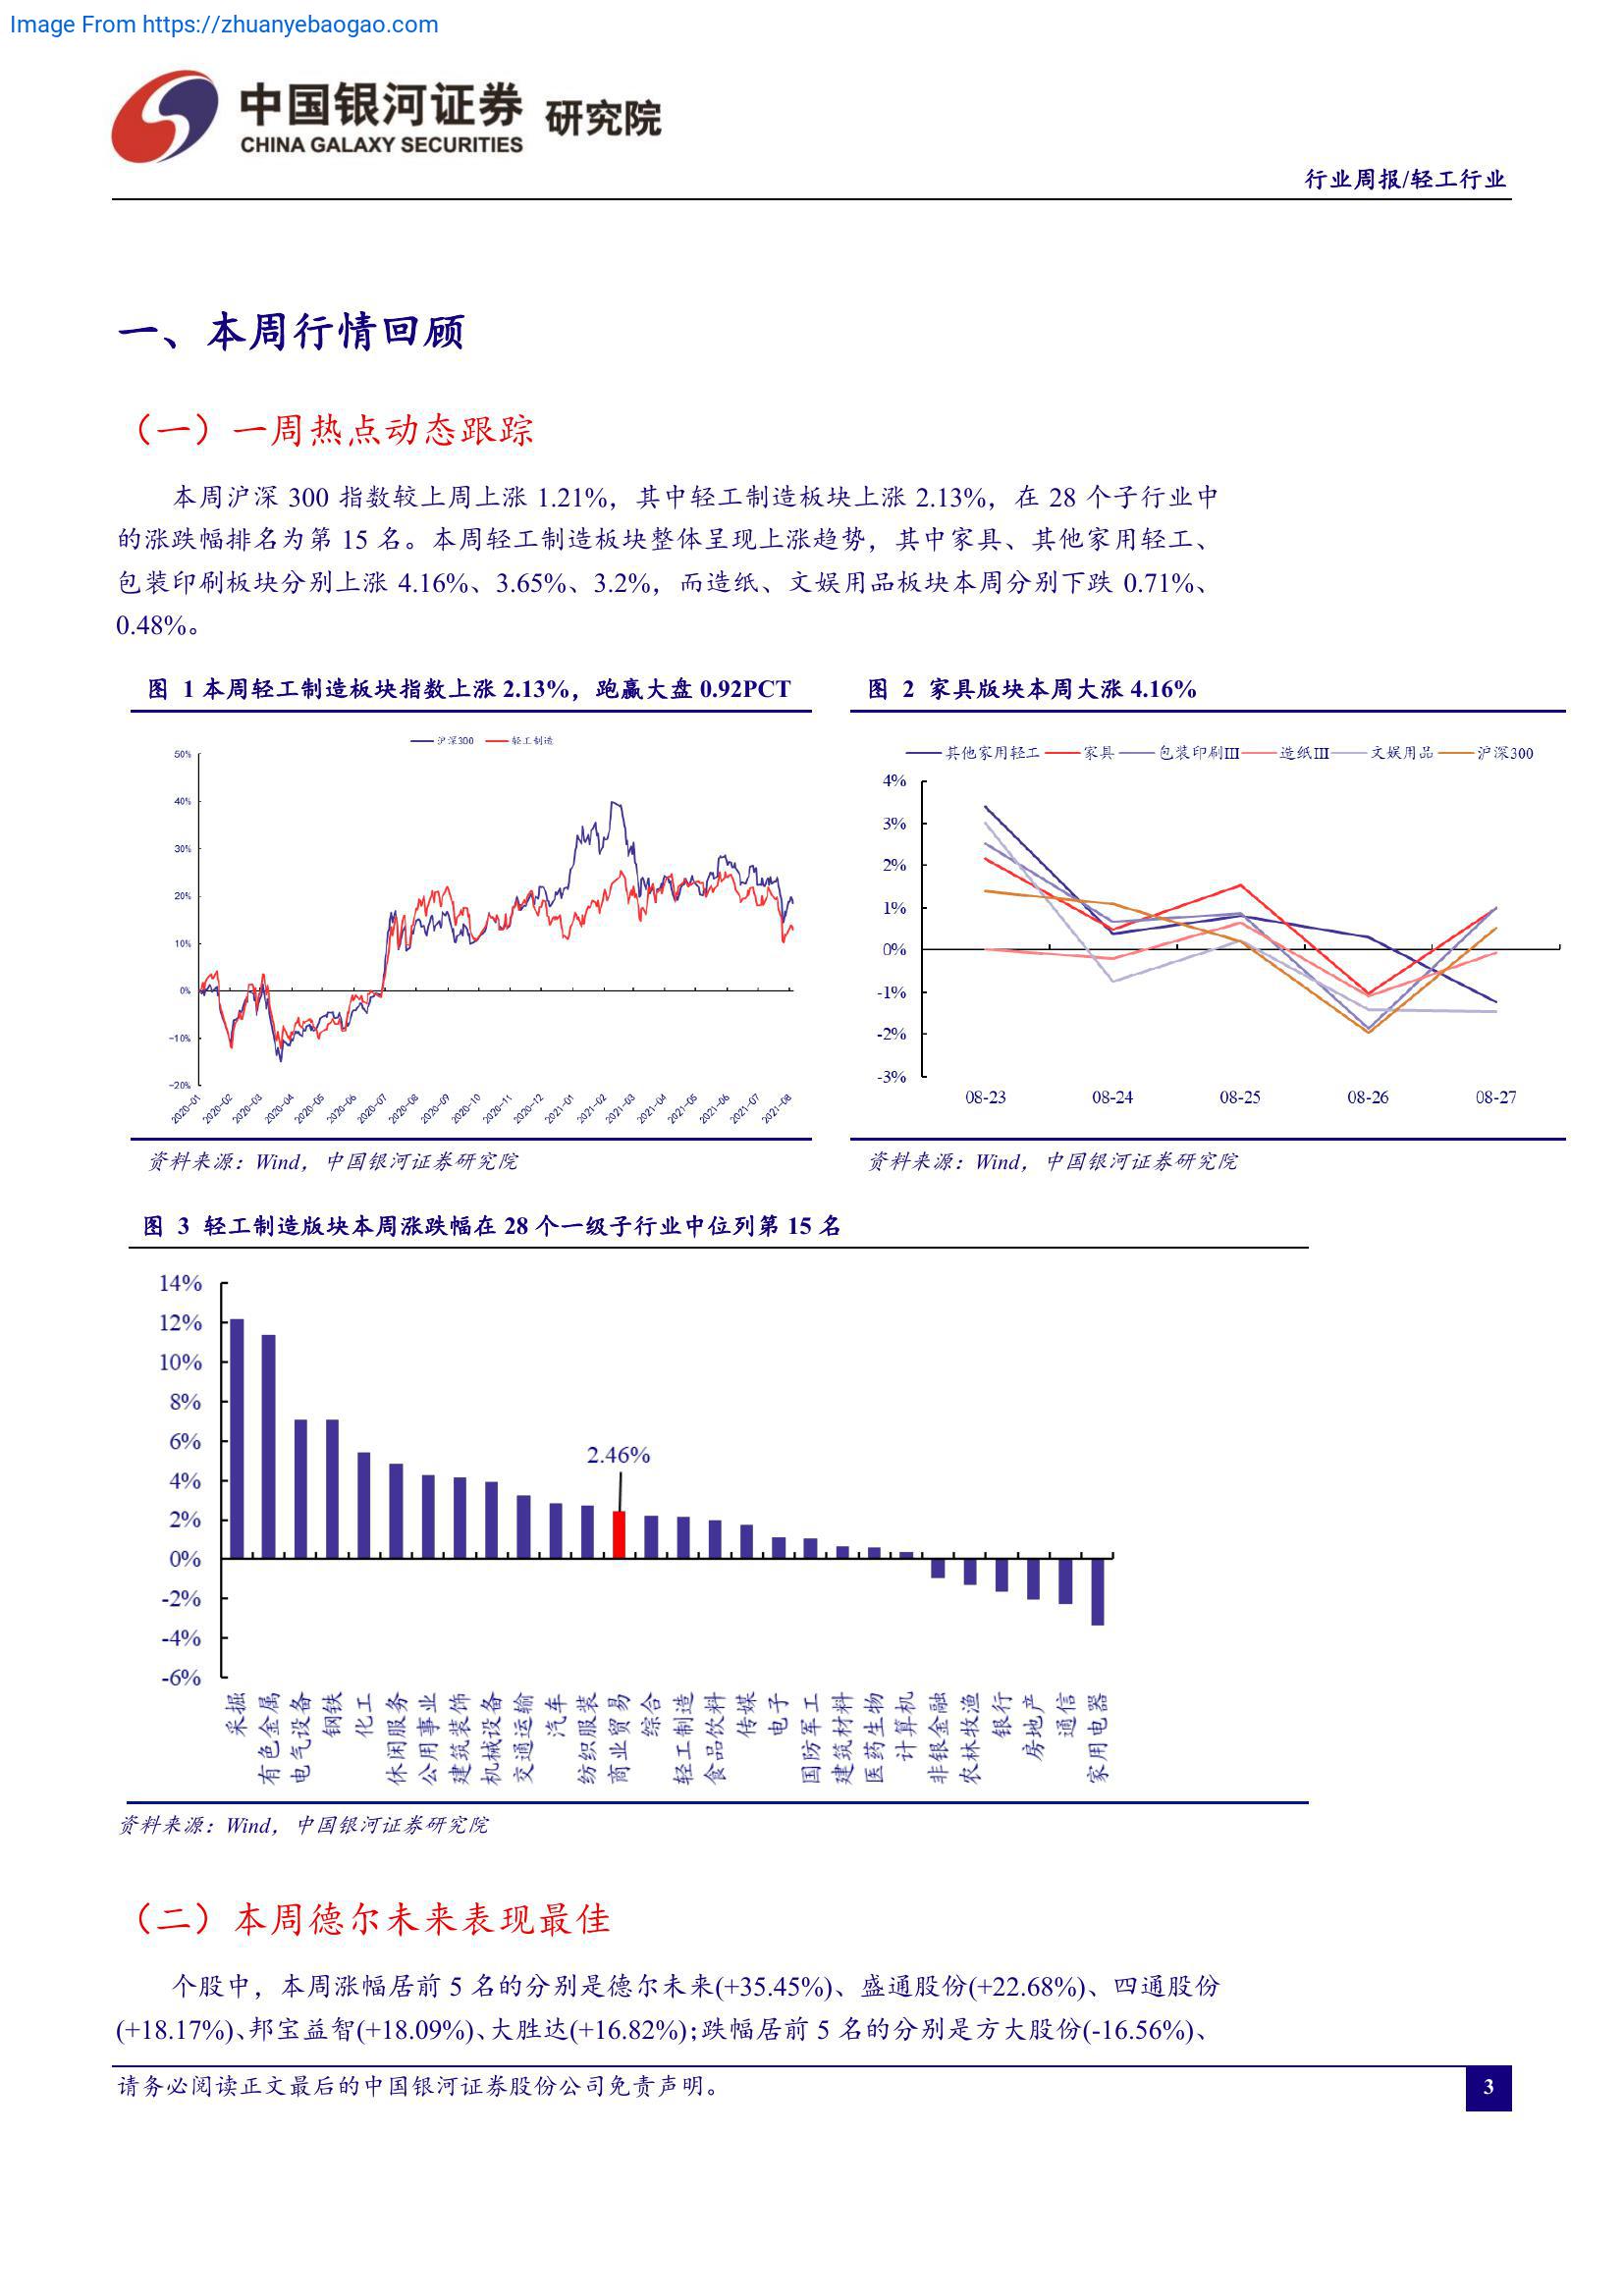 Image From https://zhuanyebaogao.com
中国银河证券 研究院
CHINA GALAXY SECURITIES
行业周报/轻工行业
一、本周行情回顾
（一）一周热点动态跟踪
本周沪深 300 指数较上周上涨 1.21%，其中轻工制造板块上涨 2.13%，在 28 个子行业中
的涨跌幅排名为第 15 名。本周轻工制造板块整体呈现上涨趋势，其中家具、其他家用轻工、
包装印刷板块分别上涨 4.16%、3.65%、3.2%，而造纸、文娱用品板块本周分别下跌 0.71%、
0.48%。
图 1 本周轻工制造板块指数上涨 2.13%，跑赢大盘 0.92PCT
沪深300 轻工制造
50%
40%
30%
20%
10%
0%
-10%
-20%
2020-01 2020-02 2020-03 2020-04 2020-05 2020-06 2020-07 2020-08 2020-09 2020-10 2020-11 2020-12 2021-01 2021-02 2021-03 2021-04 2021-05 2021-06 2021-07 2021-08
资料来源：Wind，中国银河证券研究院
图 2 家具版块本周大涨 4.16%
其他家用轻工 家具 包装印刷III 造纸III 文娱用品 沪深300
4%
3%
2%
1%
0%
-1%
-2%
-3%
08-23 08-24 08-25 08-26 08-27
资料来源：Wind，中国银河证券研究院
图 3 轻工制造版块本周涨跌幅在 28 个一级子行业中位列第 15 名
14%
12%
10%
8%
6%
4%
2%
0%
-2%
-4%
-6%
2.46%
采掘 有色金属 电气设备 钢铁 化工 休闲服务 公用事业 建筑装饰 机械设备 交通运输 汽车 纺织服装 商业贸易 综合 轻工制造 食品饮料 传媒 电子 国防军工 建筑材料 医药生物 计算机 非银金融 农林牧渔 银行 房地产 通信 家用电器
资料来源：Wind，中国银河证券研究院
（二）本周德尔未来表现最佳
个股中，本周涨幅居前 5 名的分别是德尔未来(+35.45%)、盛通股份(+22.68%)、四通股份
(+18.17%)、邦宝益智(+18.09%)、大胜达(+16.82%)；跌幅居前 5 名的分别是方大股份(-16.56%)、
请务必阅读正文最后的中国银河证券股份公司免责声明。
3